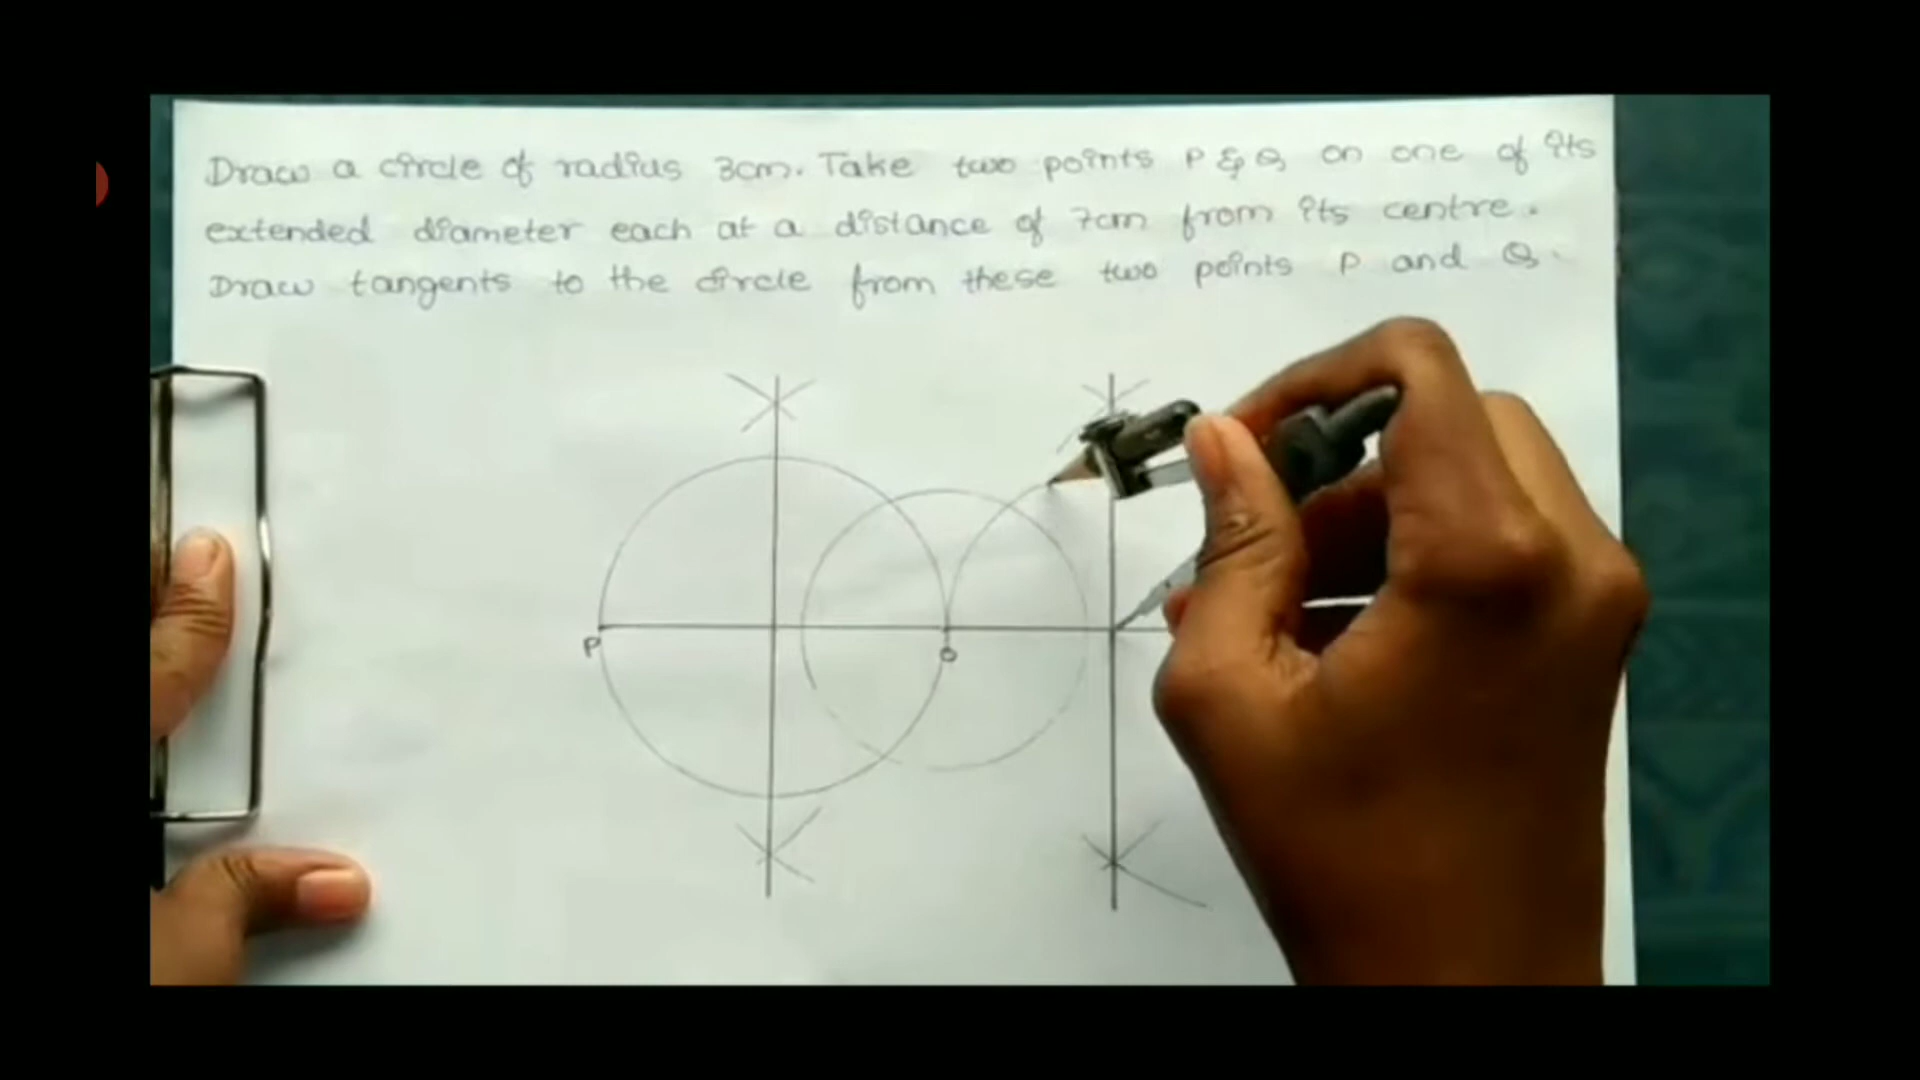 Draw a circle of radius 3cm. Take two points P & Q on one of its
extended diameter each at a distance of 7cm from its centre.
Draw tangents to the circle from these two points P and Q.
P
O